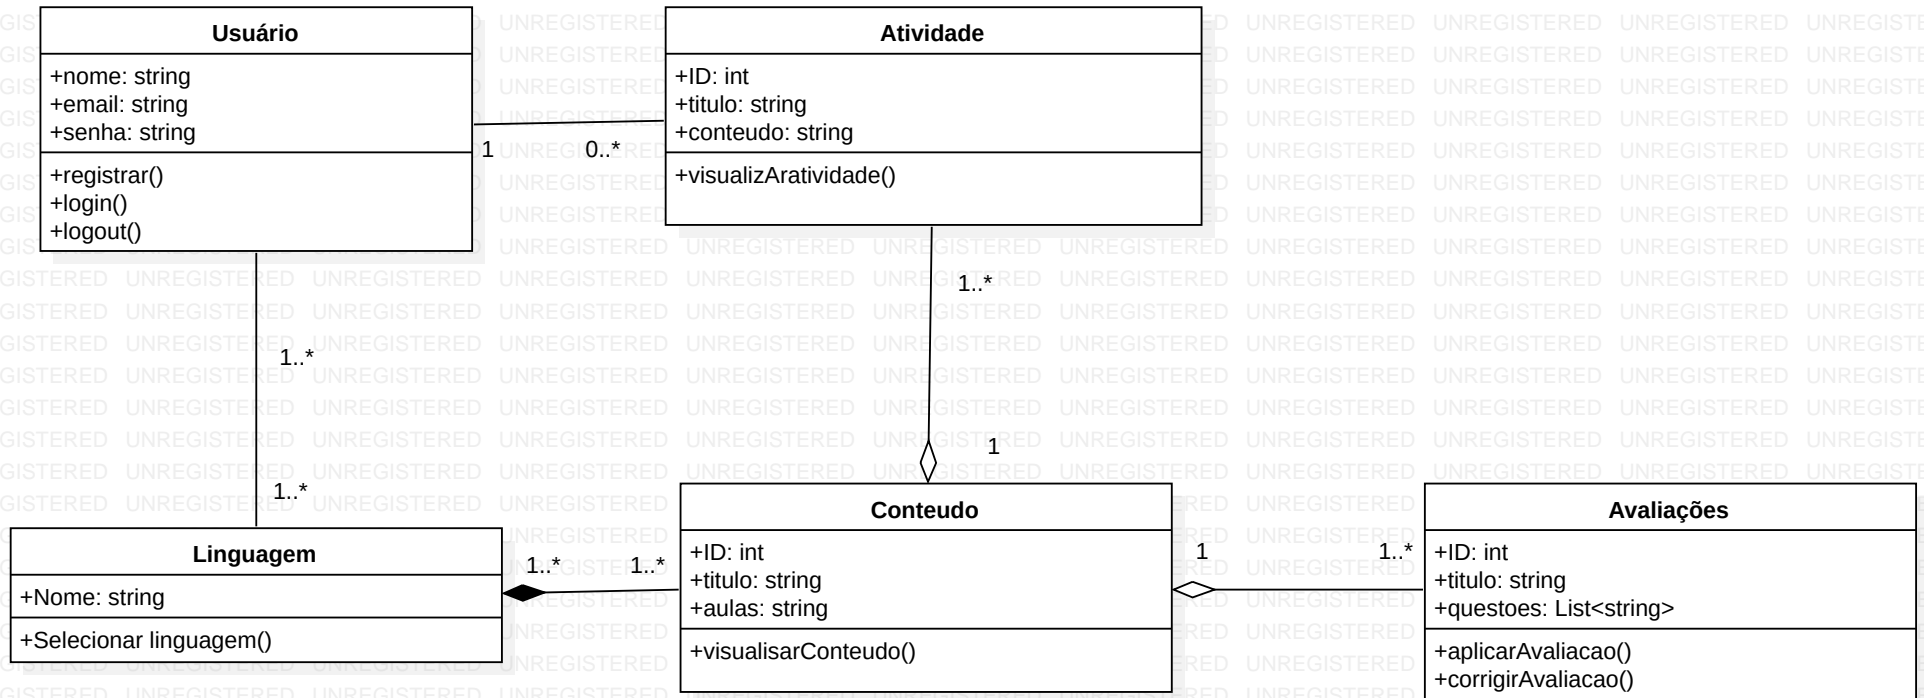 Usuário
+nome: string
+email: string
+senha: string
+registrar()
+login()
+logout()
1
0..*
Atividade
+ID: int
+titulo: string
+conteudo: string
+visualizAratividade()
1..*
1..*
1..*
1
Linguagem
+Nome: string
+Selecionar linguagem()
1..*
1..*
Conteudo
+ID: int
+titulo: string
+aulas: string
+visualisarConteudo()
1
1..*
Avaliações
+ID: int
+titulo: string
+questoes: List<string>
+aplicarAvaliacao()
+corrigirAvaliacao()
UNREGISTERED